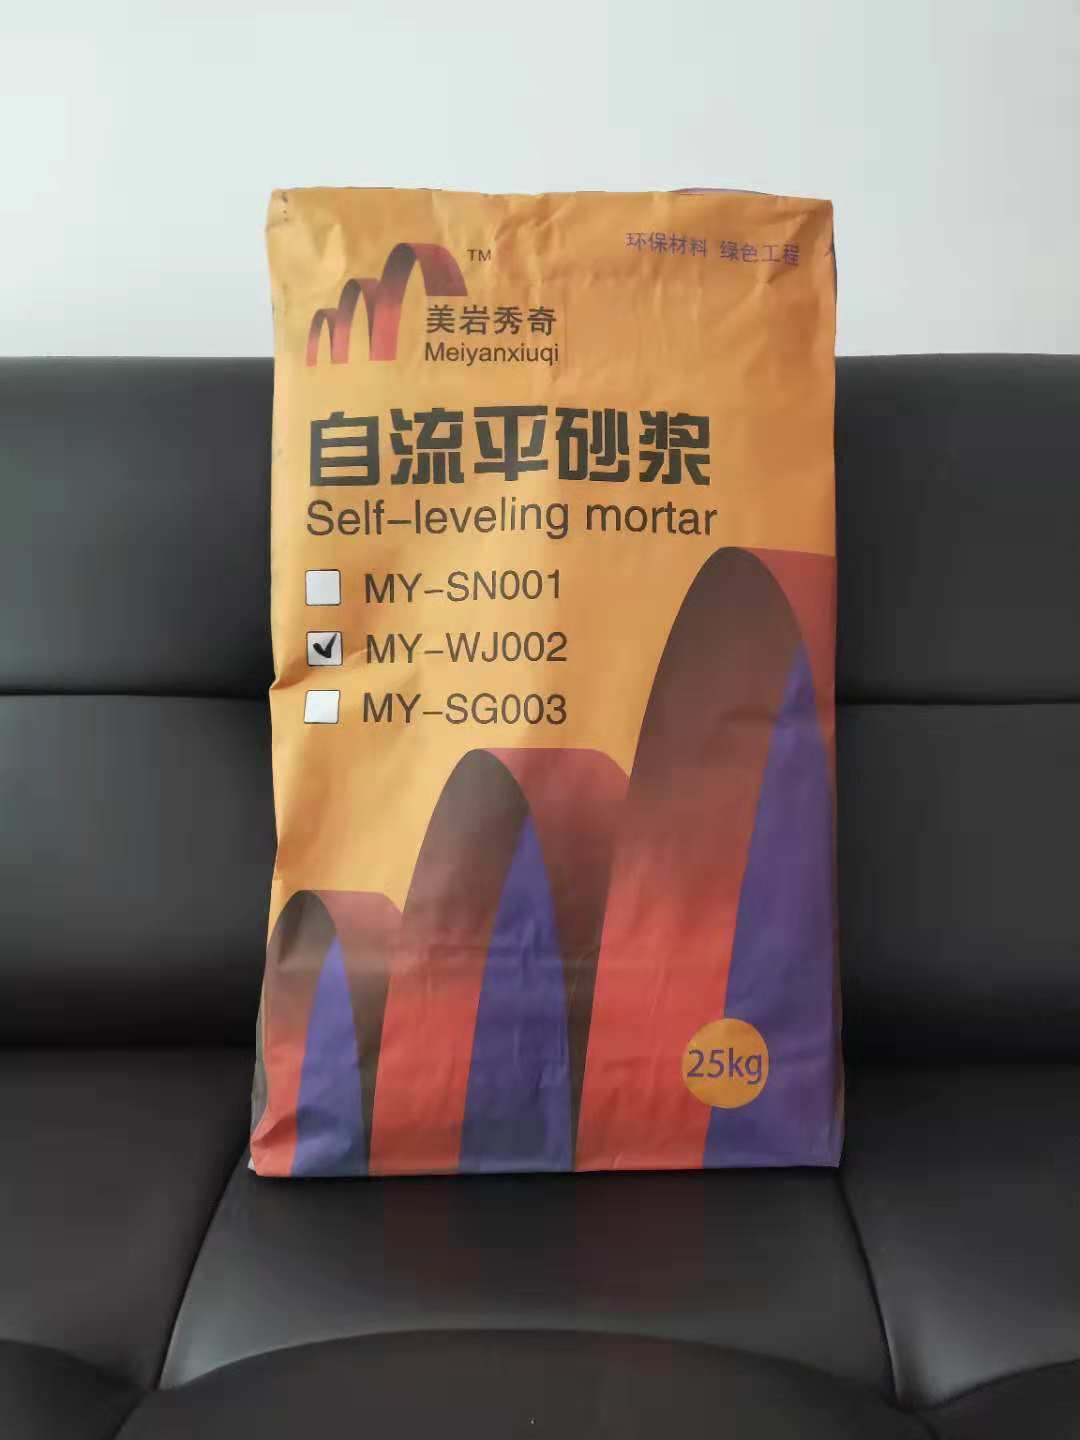 环保材料 绿色工程
TM
美岩秀奇
Meiyanxiuqi
自流平砂浆
Self-leveling mortar
MY-SN001
MY-WJ002
MY-SG003
25kg